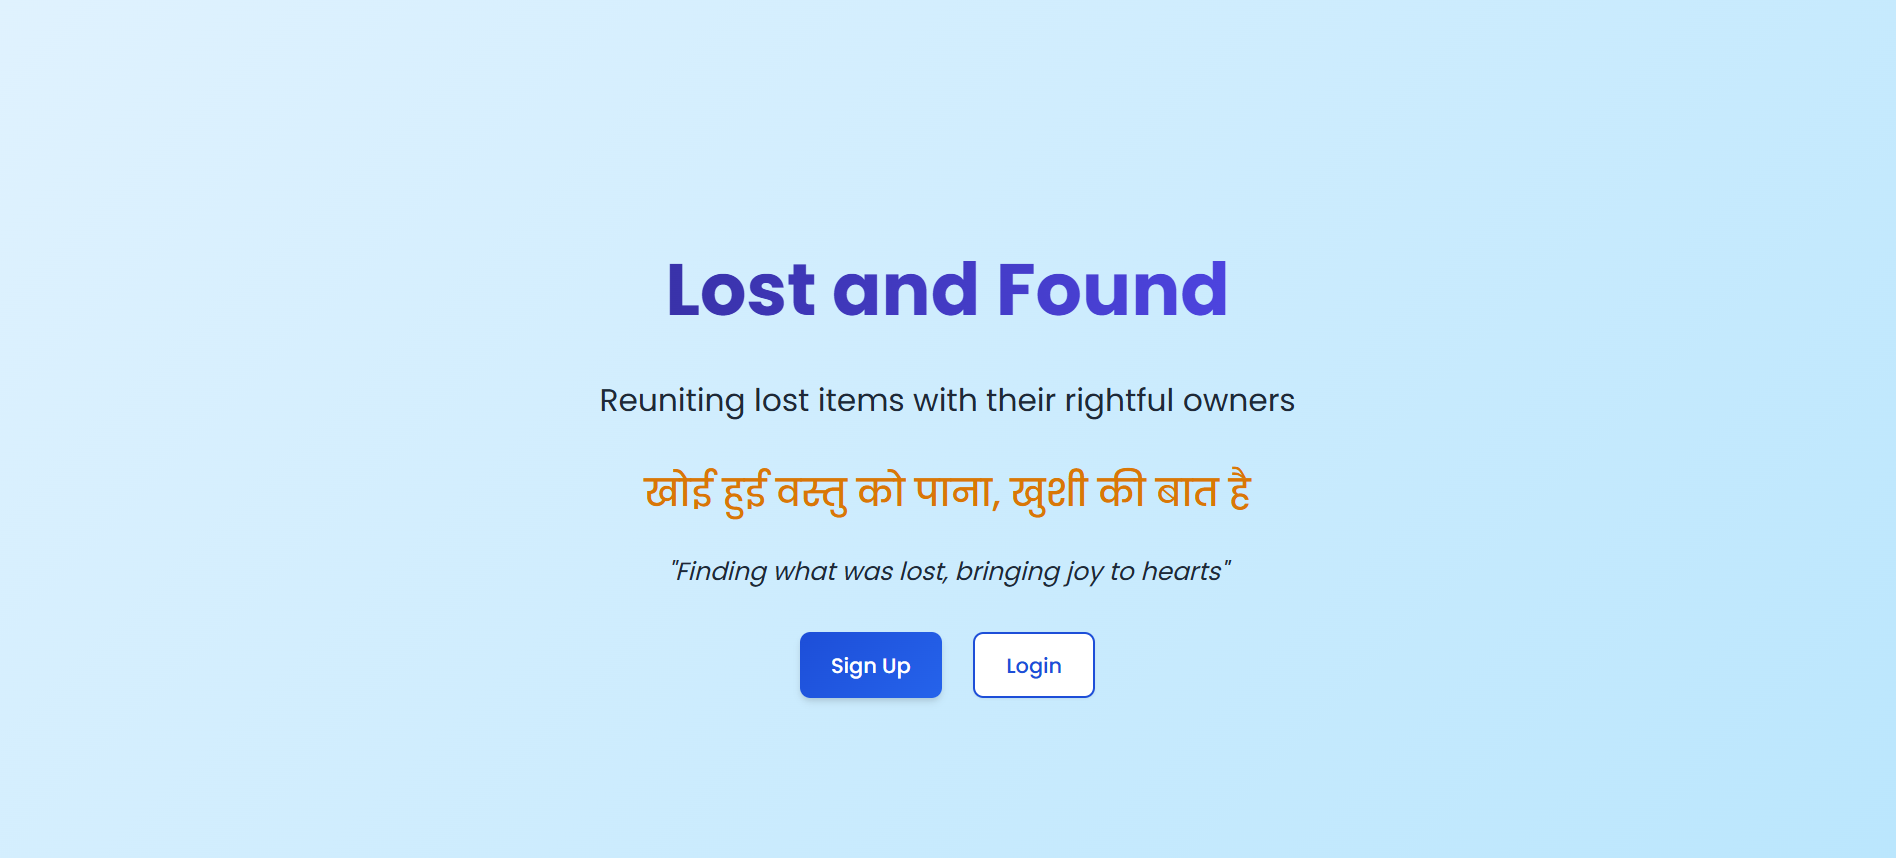 Lost and Found
Reuniting lost items with their rightful owners
खोई हुई वस्तु को पाना, खुशी की बात है
"Finding what was lost, bringing joy to hearts"
Sign Up
Login